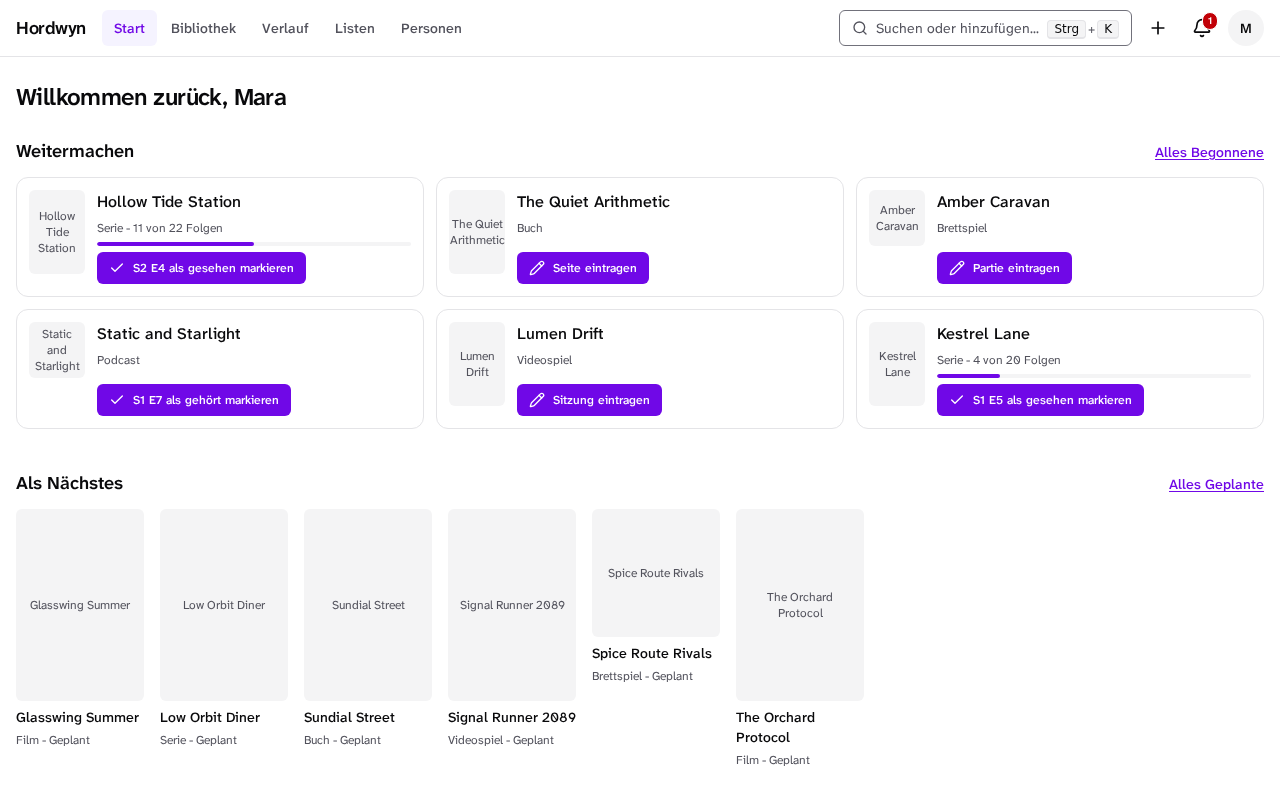 Hordwyn
Start
Bibliothek
Verlauf
Listen
Personen
Suchen oder hinzufügen... Strg + K
1
M
Willkommen zurück, Mara
Weitermachen
Alles Begonnene
Hollow
Tide
Station
Hollow Tide Station
Serie - 11 von 22 Folgen
S2 E4 als gesehen markieren
The Quiet
Arithmetic
The Quiet Arithmetic
Buch
Seite eintragen
Amber
Caravan
Amber Caravan
Brettspiel
Partie eintragen
Static
and
Starlight
Static and Starlight
Podcast
S1 E7 als gehört markieren
Lumen
Drift
Lumen Drift
Videospiel
Sitzung eintragen
Kestrel
Lane
Kestrel Lane
Serie - 4 von 20 Folgen
S1 E5 als gesehen markieren
Als Nächstes
Alles Geplante
Glasswing Summer
Glasswing Summer
Film - Geplant
Low Orbit Diner
Low Orbit Diner
Serie - Geplant
Sundial Street
Sundial Street
Buch - Geplant
Signal Runner 2089
Signal Runner 2089
Videospiel - Geplant
Spice Route Rivals
Spice Route Rivals
Brettspiel - Geplant
The Orchard
Protocol
The Orchard
Protocol
Film - Geplant